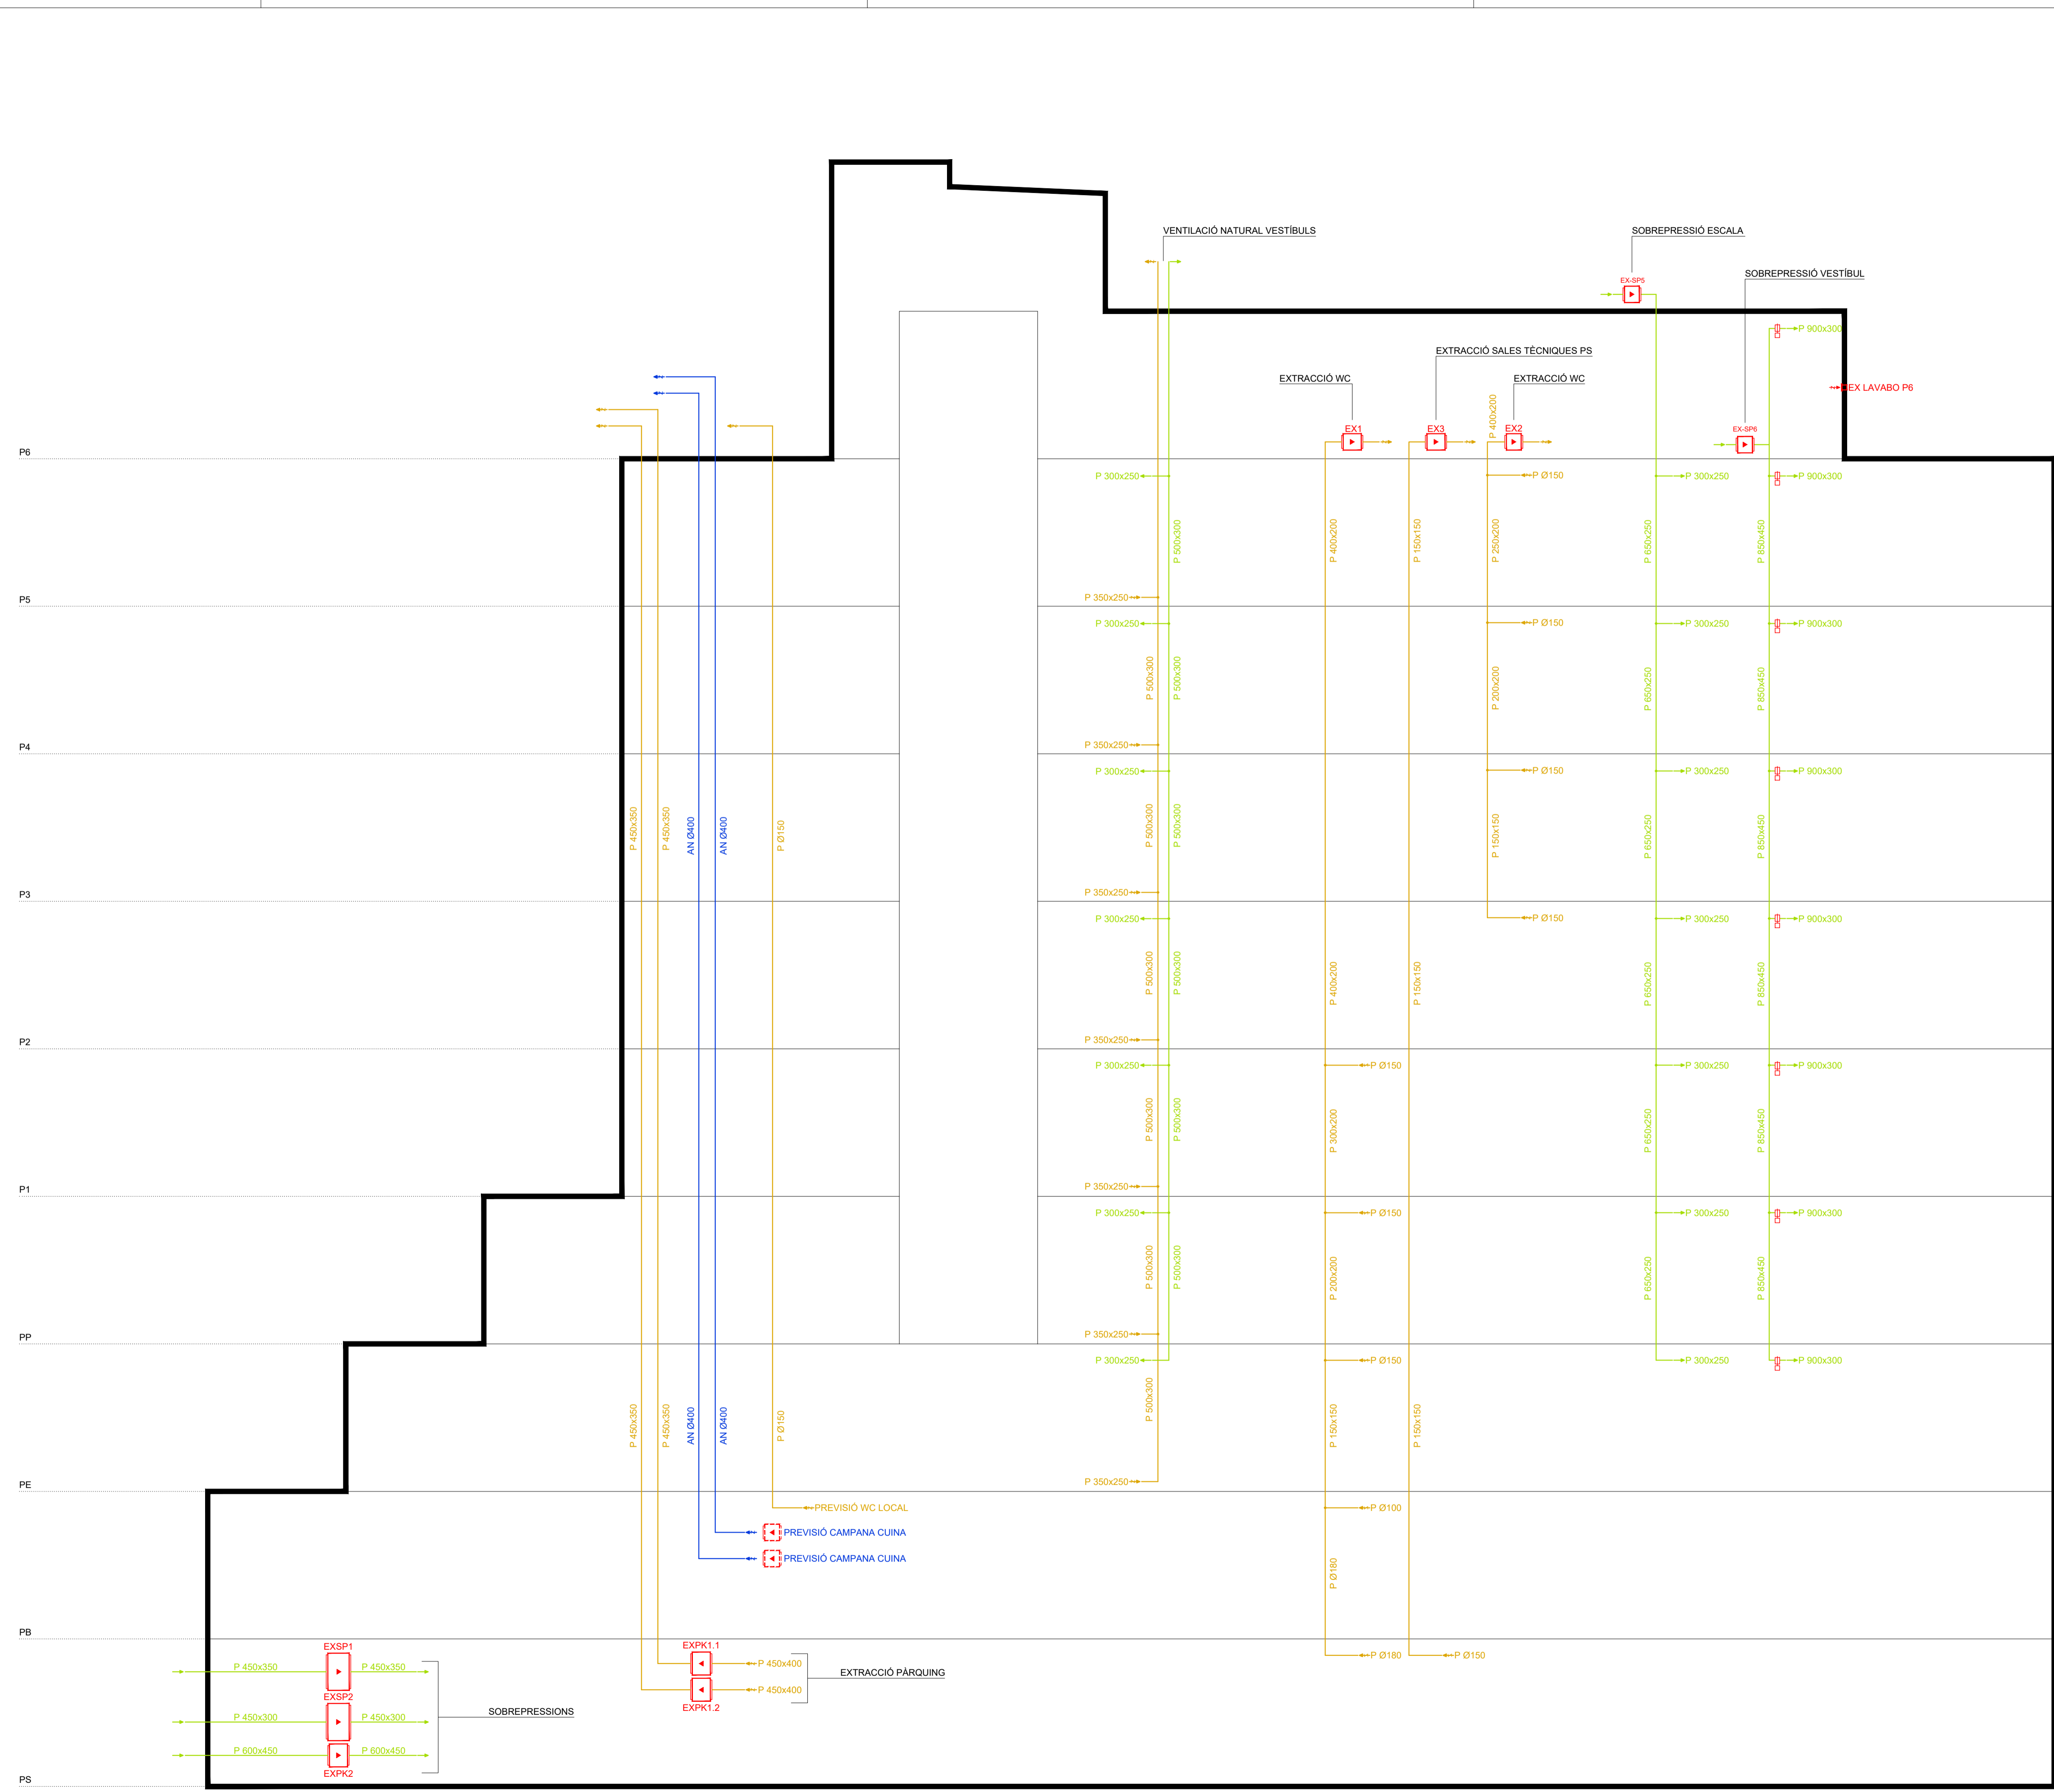 VENTILACIÓ NATURAL VESTÍBULS
SOBREPRESSIÓ ESCALA
SOBREPRESSIÓ VESTÍBUL
EX-SP5
P 900x300
EXTRACCIÓ SALES TÈCNIQUES PS
EXTRACCIÓ WC
EXTRACCIÓ WC
EX LAVABO P6
P 400x200
EX1
EX3
EX2
EX-SP6
P6
P 300x250
P Ø150
P 300x250
P 900x300
P 500x300
P 400x200
P 150x150
P 250x200
P 650x250
P 850x450
P5
P 350x250
P 300x250
P Ø150
P 300x250
P 900x300
P 500x300
P 500x300
P 200x200
P 650x250
P 850x450
P4
P 350x250
P 300x250
P Ø150
P 300x250
P 900x300
P 450x350
P 450x350
AN Ø400
AN Ø400
P Ø150
P 500x300
P 500x300
P 150x150
P 650x250
P 850x450
P3
P 350x250
P 300x250
P Ø150
P 300x250
P 900x300
P 500x300
P 500x300
P 400x200
P 150x150
P 650x250
P 850x450
P2
P 350x250
P 300x250
P Ø150
P 300x250
P 900x300
P 500x300
P 500x300
P 300x200
P 650x250
P 850x450
P1
P 350x250
P 300x250
P Ø150
P 300x250
P 900x300
P 500x300
P 500x300
P 200x200
P 650x250
P 850x450
PP
P 350x250
P 300x250
P Ø150
P 300x250
P 900x300
P 450x350
P 450x350
AN Ø400
AN Ø400
P Ø150
P 500x300
P 150x150
P 150x150
PE
P 350x250
PREVISIÓ WC LOCAL
P Ø100
PREVISIÓ CAMPANA CUINA
PREVISIÓ CAMPANA CUINA
P Ø180
PB
EXSP1
EXPK1.1
P Ø180
P Ø150
P 450x350
P 450x350
P 450x400
EXTRACCIÓ PÀRQUING
P 450x400
EXSP2
EXPK1.2
SOBREPRESSIONS
P 450x300
P 450x300
P 600x450
P 600x450
EXPK2
PS